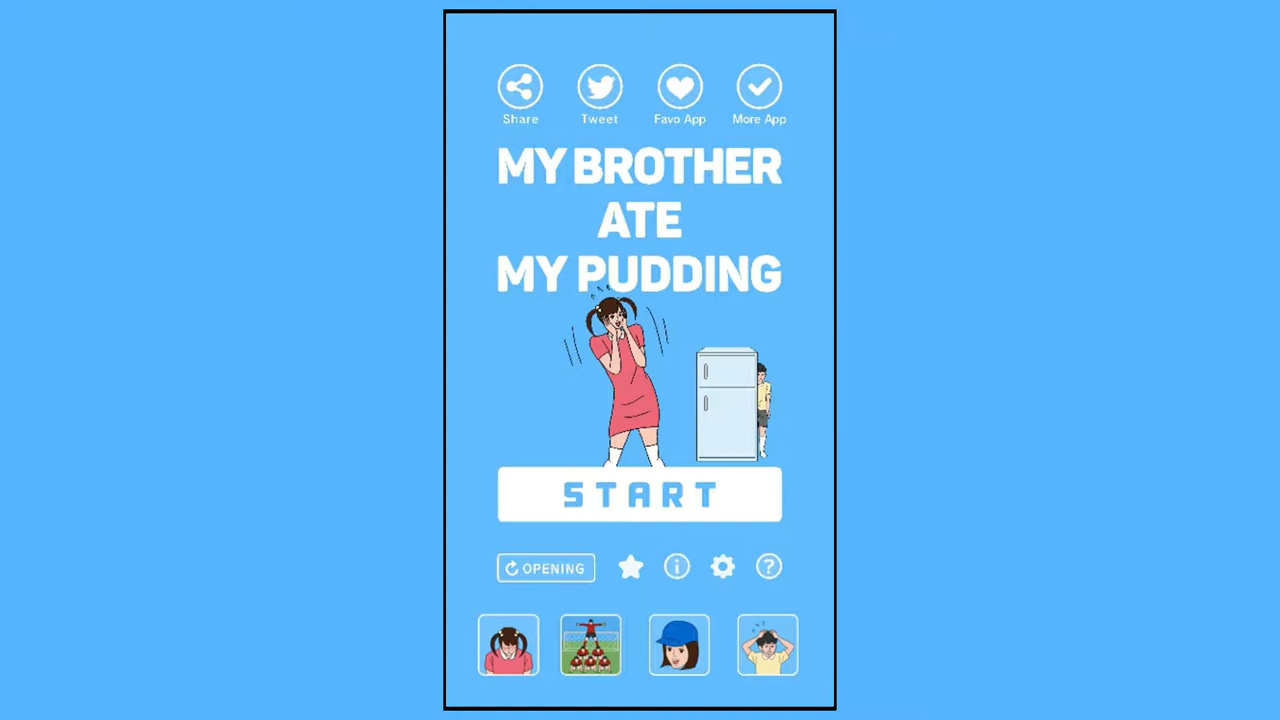 Share Tweet Favo App More App
MY BROTHER
ATE
MY PUDDING
START
OPENING